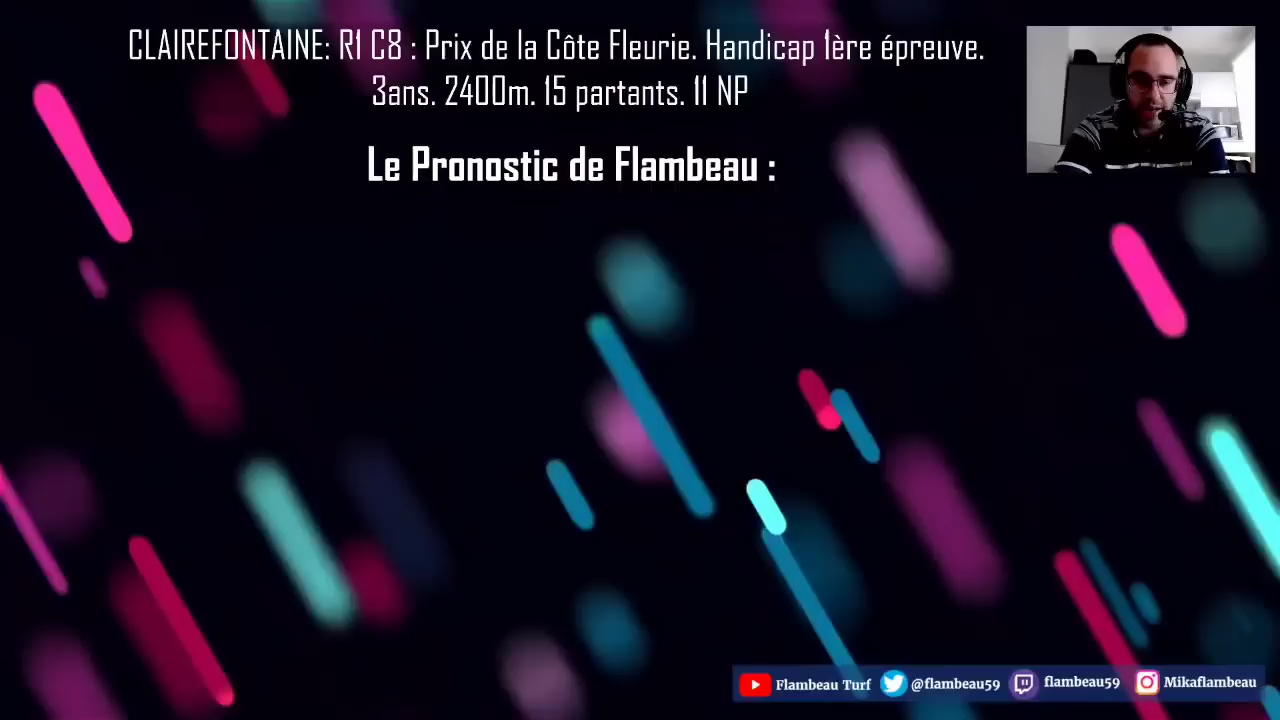 CLAIREFONTAINE: R1 C8 : Prix de la Côte Fleurie. Handicap 1ère épreuve.
3ans. 2400m. 15 partants. 11 NP
Le Pronostic de Flambeau :
Flambeau Turf @flambeau59 flambeau59 Mikaflambeau